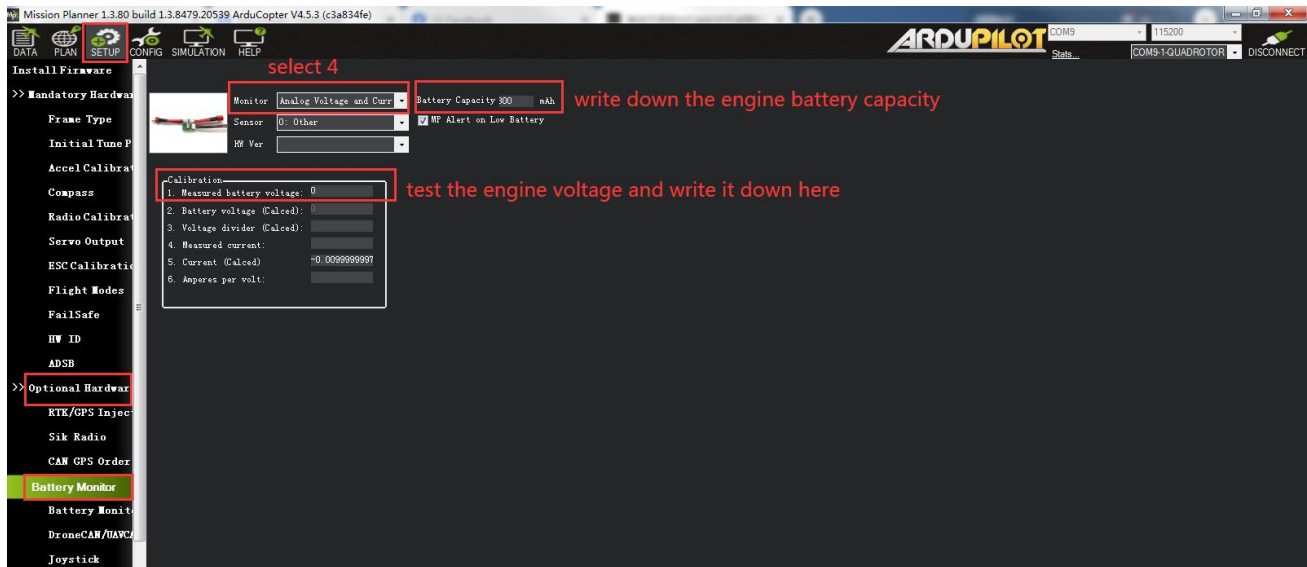 Mission Planner 1.3.80 build 1.3.8479.20539 ArduCopter V4.5.3 (c3a834fe)
DATA PLAN SETUP CONFIG SIMULATION HELP
ARDUPILOT
COM9 115200
Stats... COM9-1-QUADROTOR DISCONNECT
Install Firmware
>> Mandatory Hardwar
Frame Type
Initial Tune P
Accel Calibrat
Compass
Radio Calibrat
Servo Output
ESC Calibratio
Flight Modes
FailSafe
HW ID
ADSB
>> Optional Hardwar
RTK/GPS Injec
Sik Radio
CAN GPS Order
Battery Monitor
Battery Monit
DroneCAN/UAVCA
Joystick
select 4
Monitor Analog Voltage and Curr Battery Capacity 300 mAh write down the engine battery capacity
Sensor 0: Other MP Alert on Low Battery
HW Ver
Calibration
1. Measured battery voltage: 0 test the engine voltage and write it down here
2. Battery voltage (Calced): 0
3. Voltage divider (Calced):
4. Measured current:
5. Current (Calced) -0.0099999997
6. Amperes per volt: